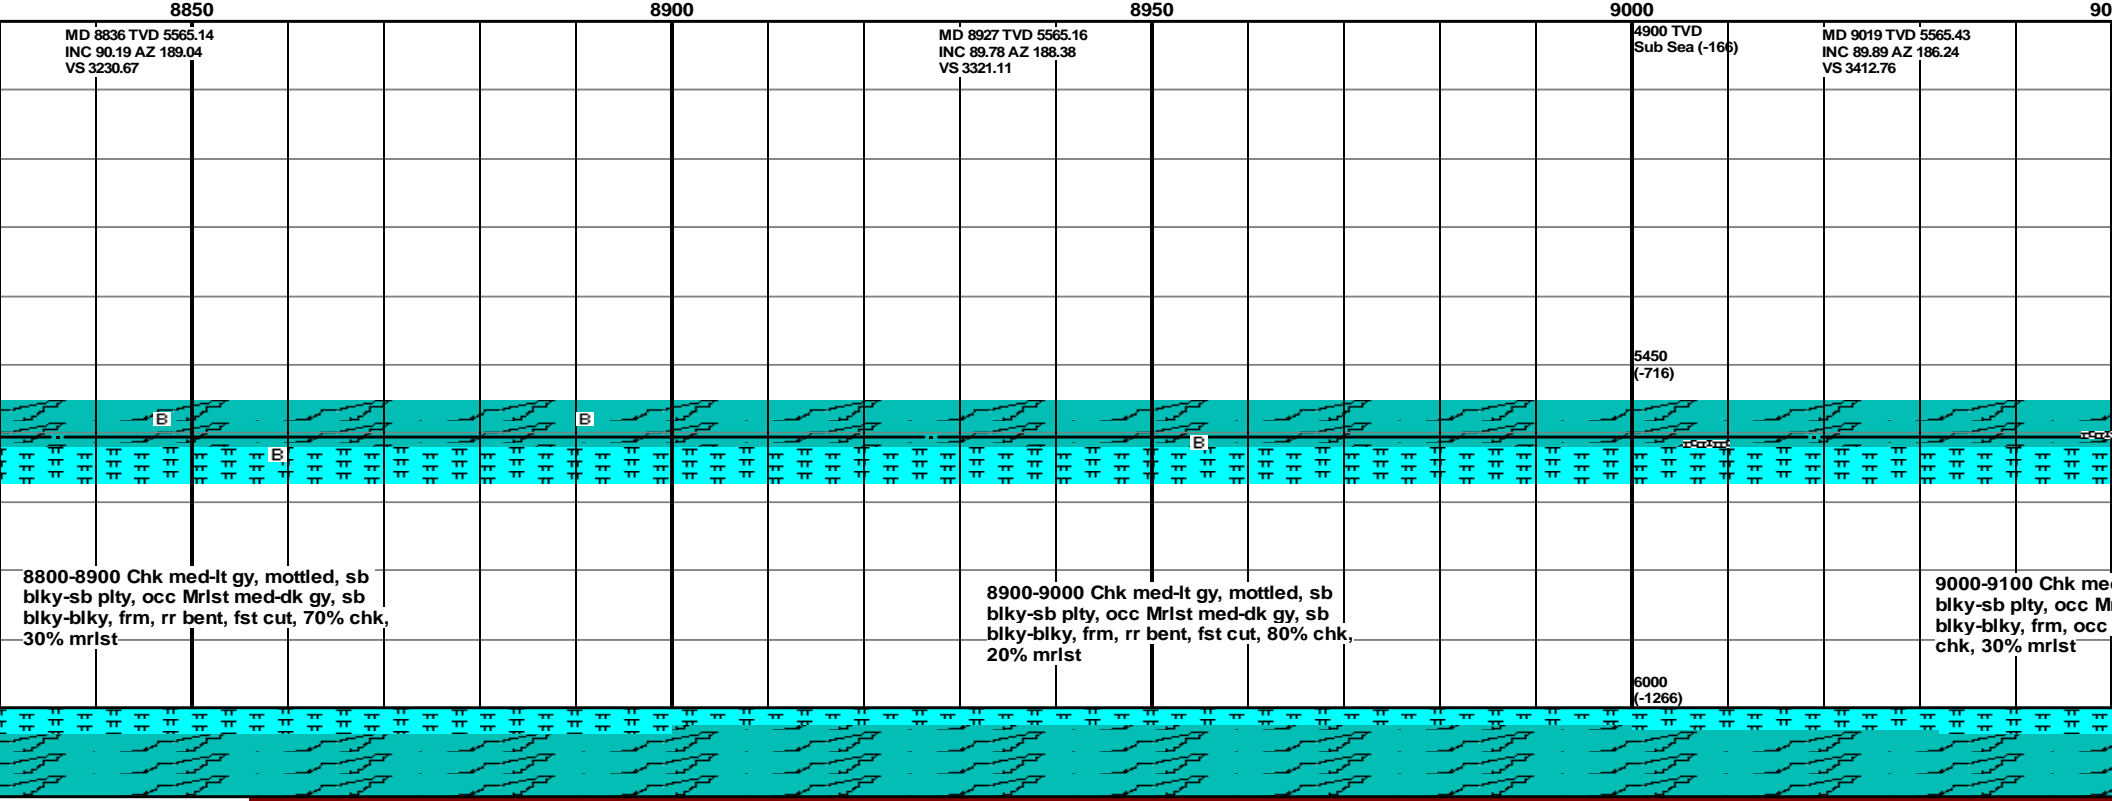 8850
8900
8950
9000
90
MD 8836 TVD 5565.14
INC 90.19 AZ 189.04
VS 3230.67
MD 8927 TVD 5565.16
INC 89.78 AZ 188.38
VS 3321.11
4900 TVD
Sub Sea (-166)
MD 9019 TVD 5565.43
INC 89.89 AZ 186.24
VS 3412.76
5450
(-716)
B
B
B
B
8800-8900 Chk med-lt gy, mottled, sb
blky-sb plty, occ Mrlst med-dk gy, sb
blky-blky, frm, rr bent, fst cut, 70% chk,
30% mrlst
8900-9000 Chk med-lt gy, mottled, sb
blky-sb plty, occ Mrlst med-dk gy, sb
blky-blky, frm, rr bent, fst cut, 80% chk,
20% mrlst
9000-9100 Chk me
blky-sb plty, occ M
blky-blky, frm, occ
chk, 30% mrlst
6000
(-1266)